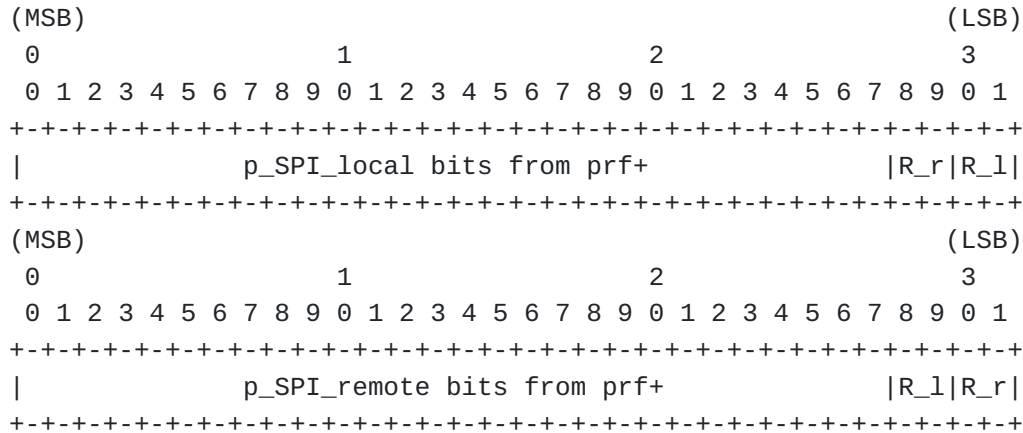 (MSB)                                                       (LSB)
 0                   1                   2                   3
 0 1 2 3 4 5 6 7 8 9 0 1 2 3 4 5 6 7 8 9 0 1 2 3 4 5 6 7 8 9 0 1
+-+-+-+-+-+-+-+-+-+-+-+-+-+-+-+-+-+-+-+-+-+-+-+-+-+-+-+-+-+-+-+-+
|              p_SPI_local bits from prf+               |R_r|R_l|
+-+-+-+-+-+-+-+-+-+-+-+-+-+-+-+-+-+-+-+-+-+-+-+-+-+-+-+-+-+-+-+-+
(MSB)                                                       (LSB)
 0                   1                   2                   3
 0 1 2 3 4 5 6 7 8 9 0 1 2 3 4 5 6 7 8 9 0 1 2 3 4 5 6 7 8 9 0 1
+-+-+-+-+-+-+-+-+-+-+-+-+-+-+-+-+-+-+-+-+-+-+-+-+-+-+-+-+-+-+-+-+
|              p_SPI_remote bits from prf+              |R_l|R_r|
+-+-+-+-+-+-+-+-+-+-+-+-+-+-+-+-+-+-+-+-+-+-+-+-+-+-+-+-+-+-+-+-+